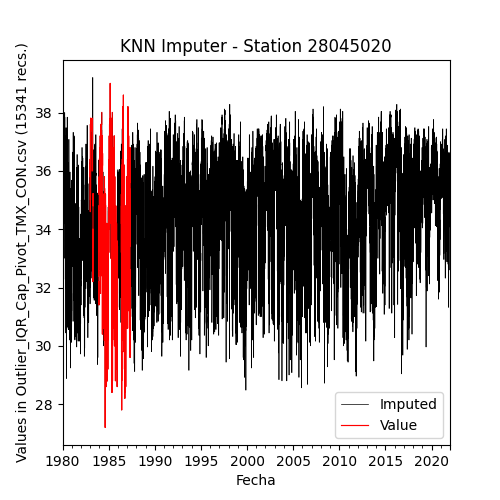 KNN Imputer - Station 28045020
Values in Outlier_IQR_Cap_Pivot_TMX_CON.csv (15341 recs.)
38
36
34
32
30
28
Imputed
Value
1980 1985 1990 1995 2000 2005 2010 2015 2020
Fecha